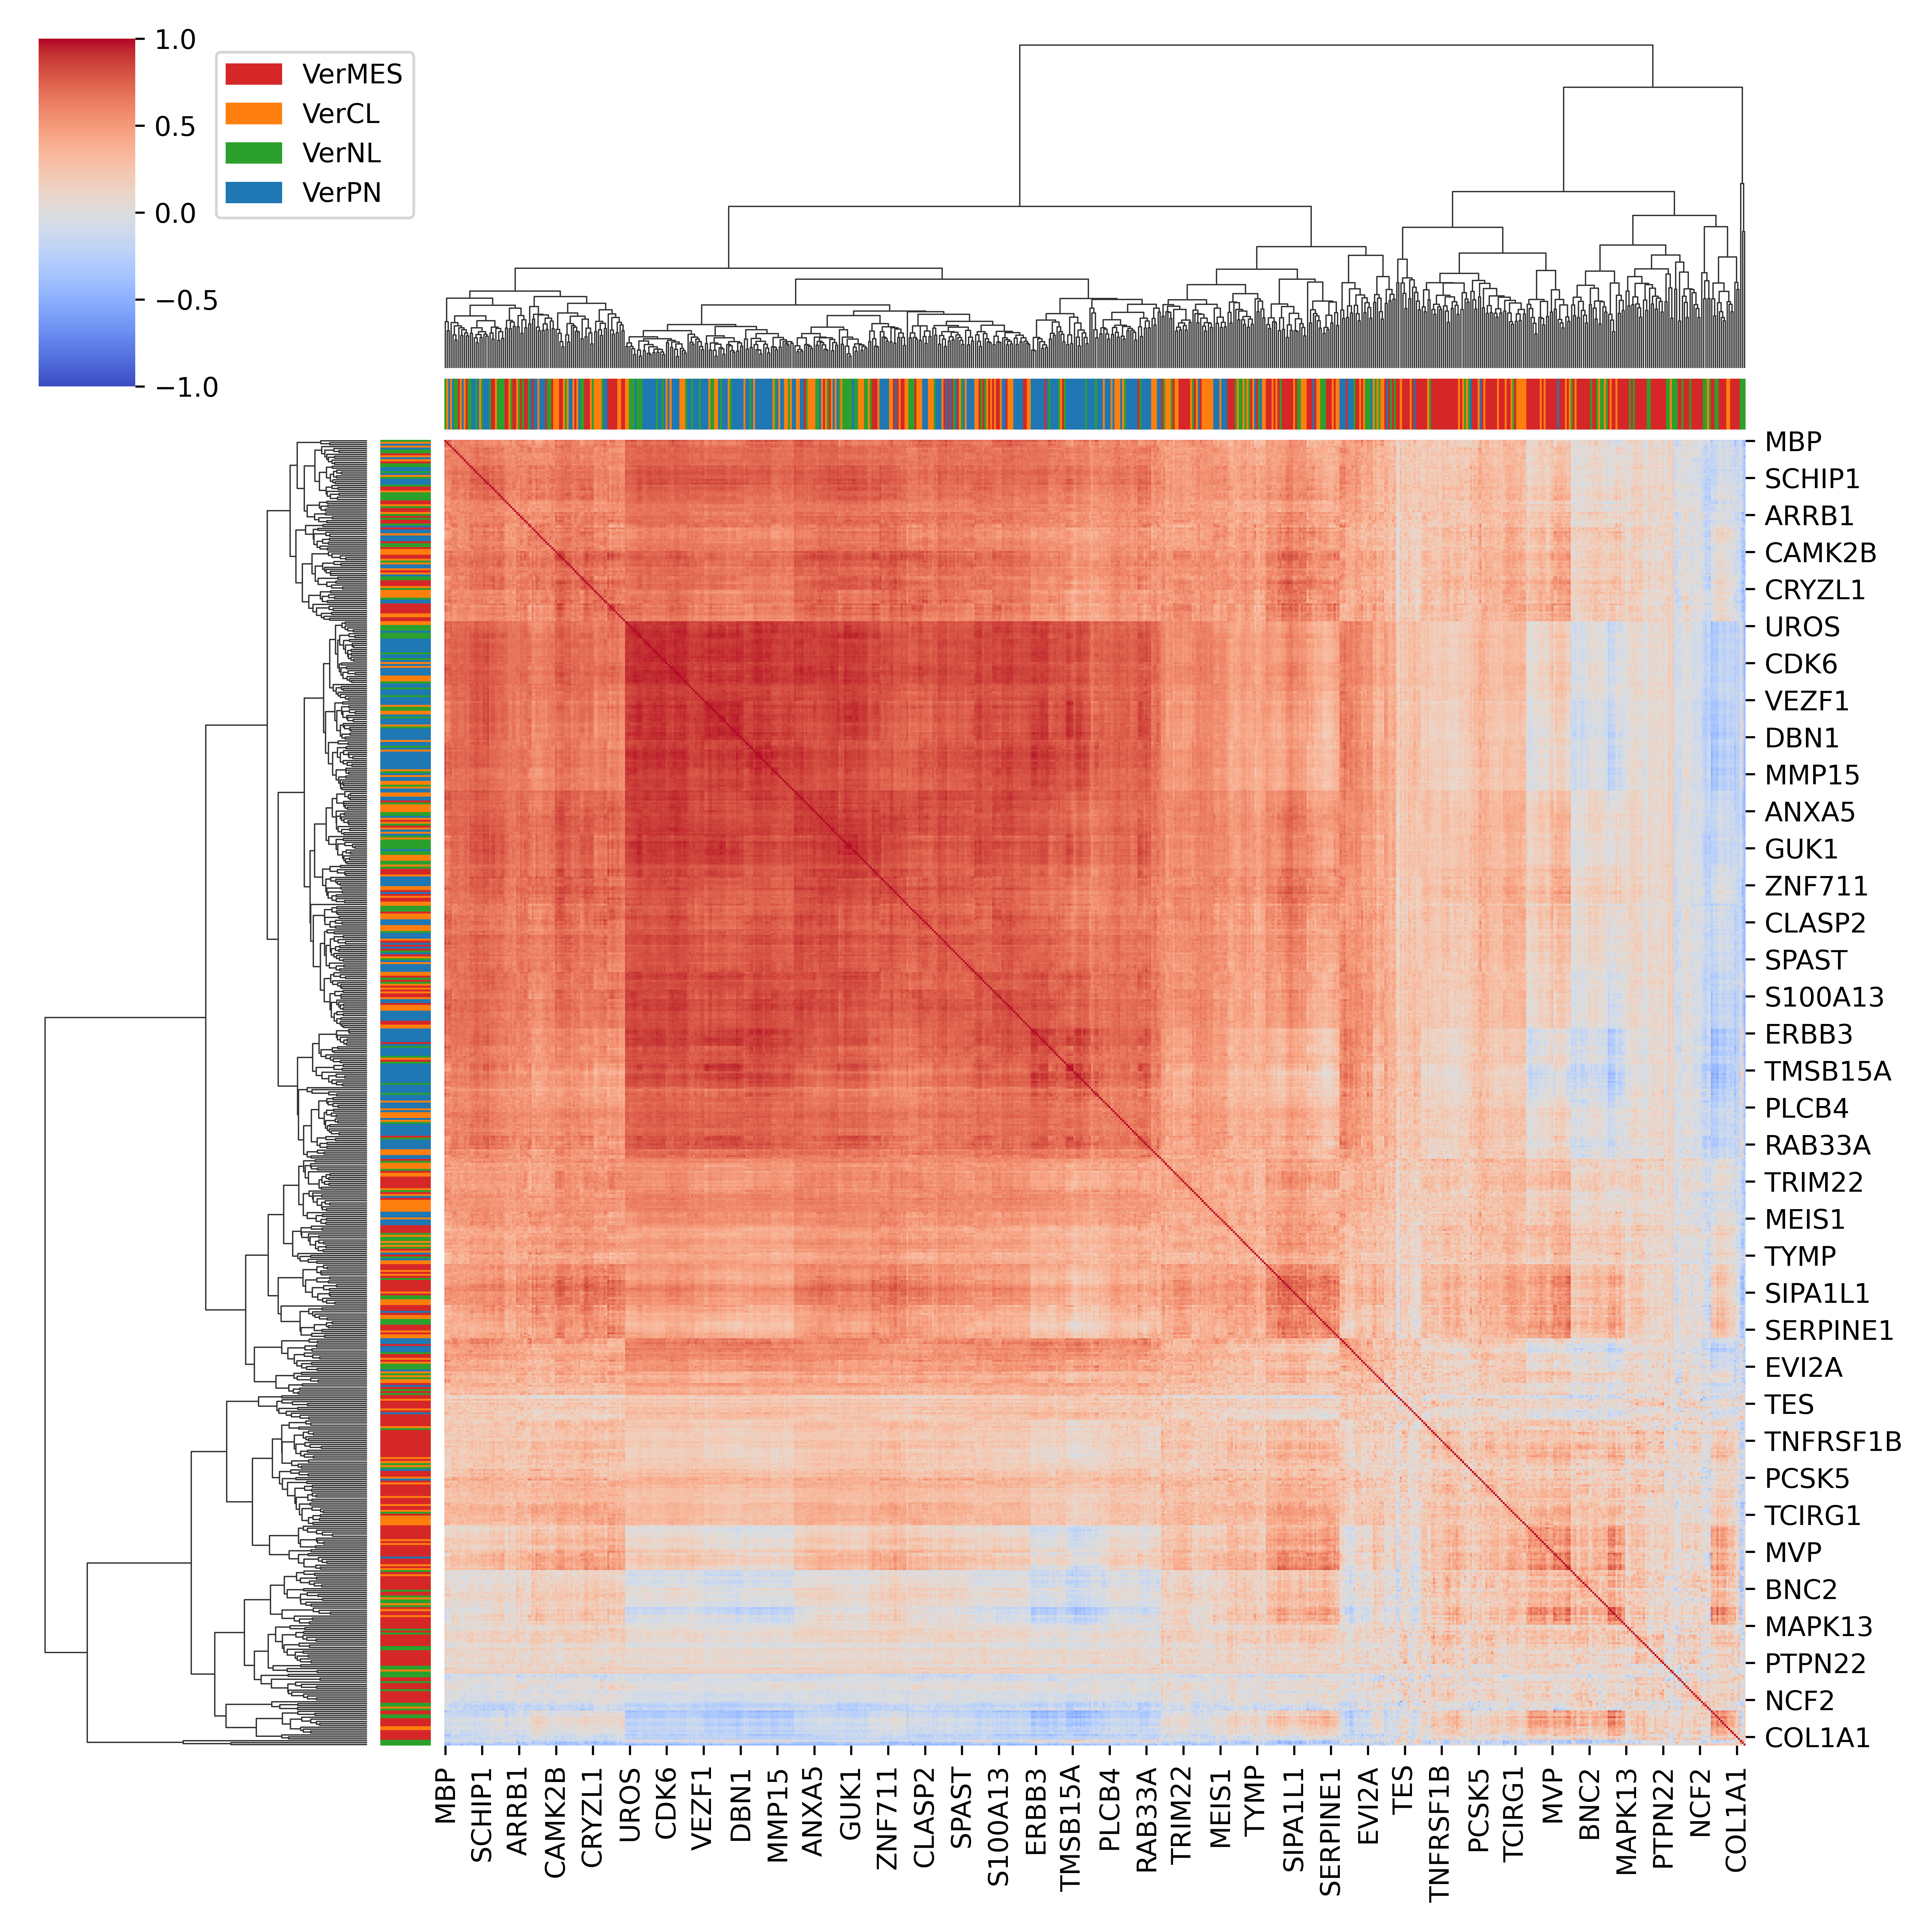 1.0
0.5
0.0
−0.5
−1.0
VerMES
VerCL
VerNL
VerPN
MBP
SCHIP1
ARRB1
CAMK2B
CRYZL1
UROS
CDK6
VEZF1
DBN1
MMP15
ANXA5
GUK1
ZNF711
CLASP2
SPAST
S100A13
ERBB3
TMSB15A
PLCB4
RAB33A
TRIM22
MEIS1
TYMP
SIPA1L1
SERPINE1
EVI2A
TES
TNFRSF1B
PCSK5
TCIRG1
MVP
BNC2
MAPK13
PTPN22
NCF2
COL1A1
MBP
SCHIP1
ARRB1
CAMK2B
CRYZL1
UROS
CDK6
VEZF1
DBN1
MMP15
ANXA5
GUK1
ZNF711
CLASP2
SPAST
S100A13
ERBB3
TMSB15A
PLCB4
RAB33A
TRIM22
MEIS1
TYMP
SIPA1L1
SERPINE1
EVI2A
TES
TNFRSF1B
PCSK5
TCIRG1
MVP
BNC2
MAPK13
PTPN22
NCF2
COL1A1